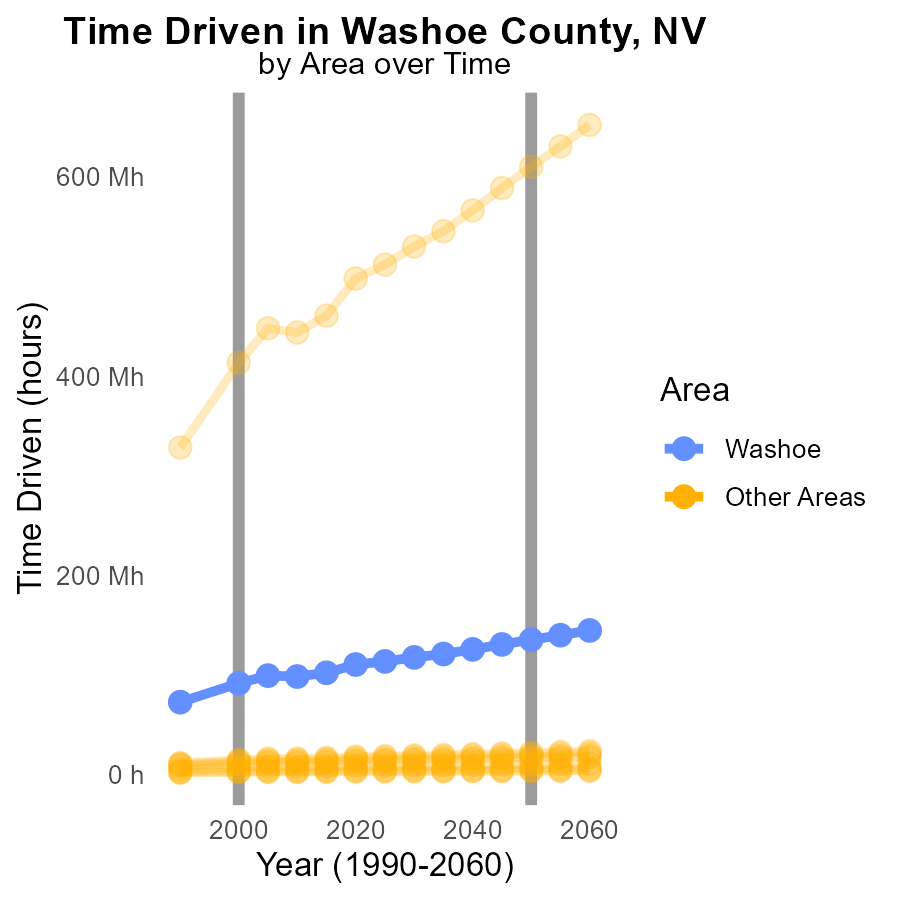 Time Driven in Washoe County, NV
by Area over Time
Time Driven (hours)
600 Mh
400 Mh
200 Mh
0 h
2000
2020
2040
2060
Year (1990-2060)
Area
Washoe
Other Areas